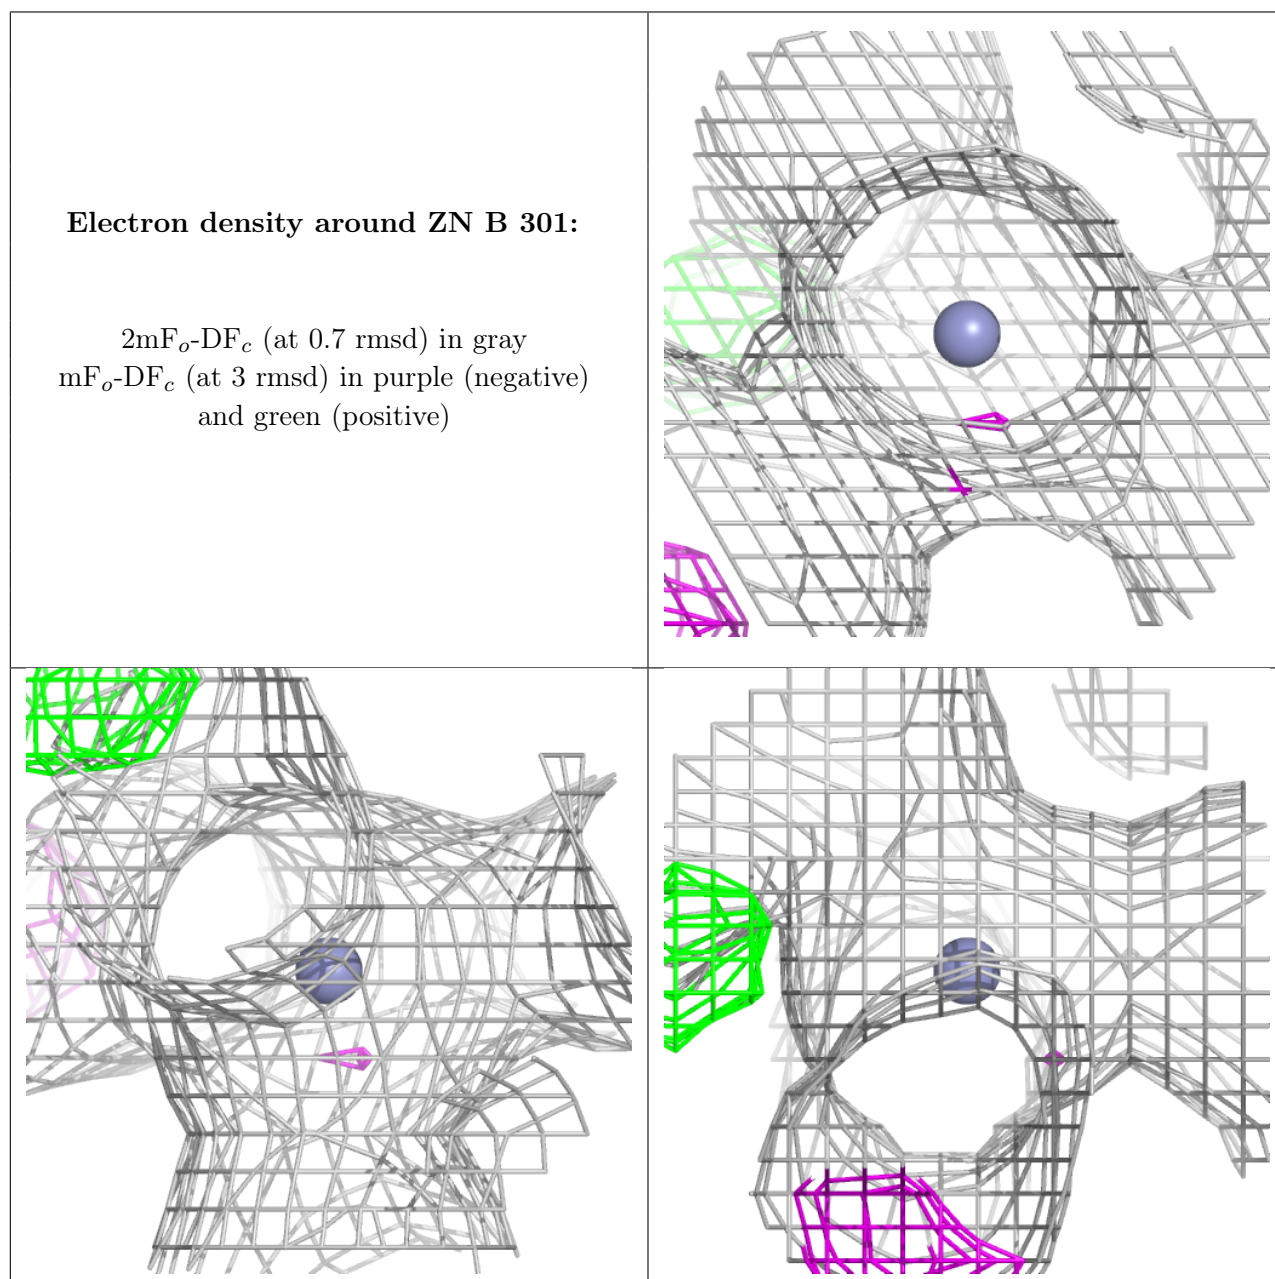 Electron density around ZN B 301:
2mFo-DFc (at 0.7 rmsd) in gray
mFo-DFc (at 3 rmsd) in purple (negative)
and green (positive)